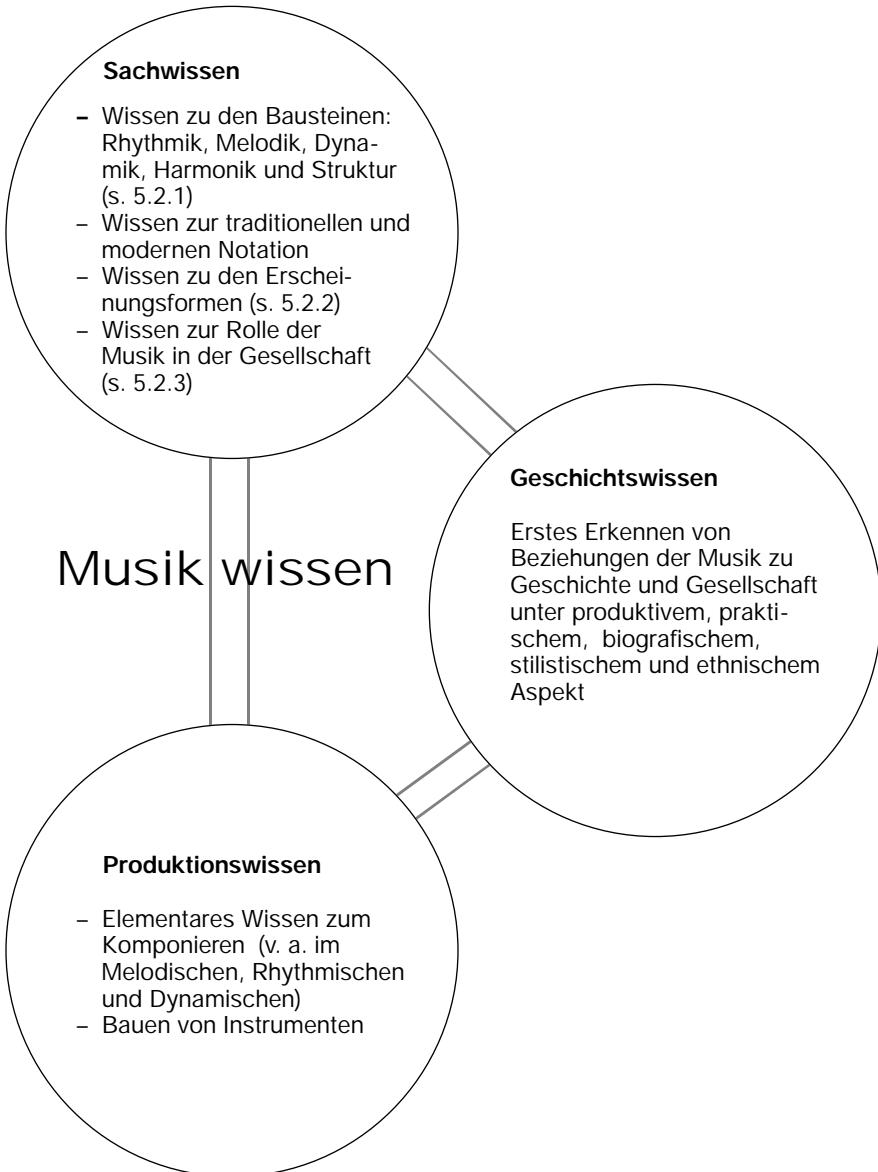 Sachwissen
– Wissen zu den Bausteinen:
Rhythmik, Melodik, Dyna-
mik, Harmonik und Struktur
(s. 5.2.1)
– Wissen zur traditionellen und
modernen Notation
– Wissen zu den Erschei-
nungsformen (s. 5.2.2)
– Wissen zur Rolle der
Musik in der Gesellschaft
(s. 5.2.3)
Geschichtswissen
Erstes Erkennen von
Beziehungen der Musik zu
Geschichte und Gesellschaft
unter produktivem, prakti-
schem, biografischem,
stilistischem und ethnischem
Aspekt
Musik wissen
Produktionswissen
– Elementares Wissen zum
Komponieren (v. a. im
Melodischen, Rhythmischen
und Dynamischen)
– Bauen von Instrumenten